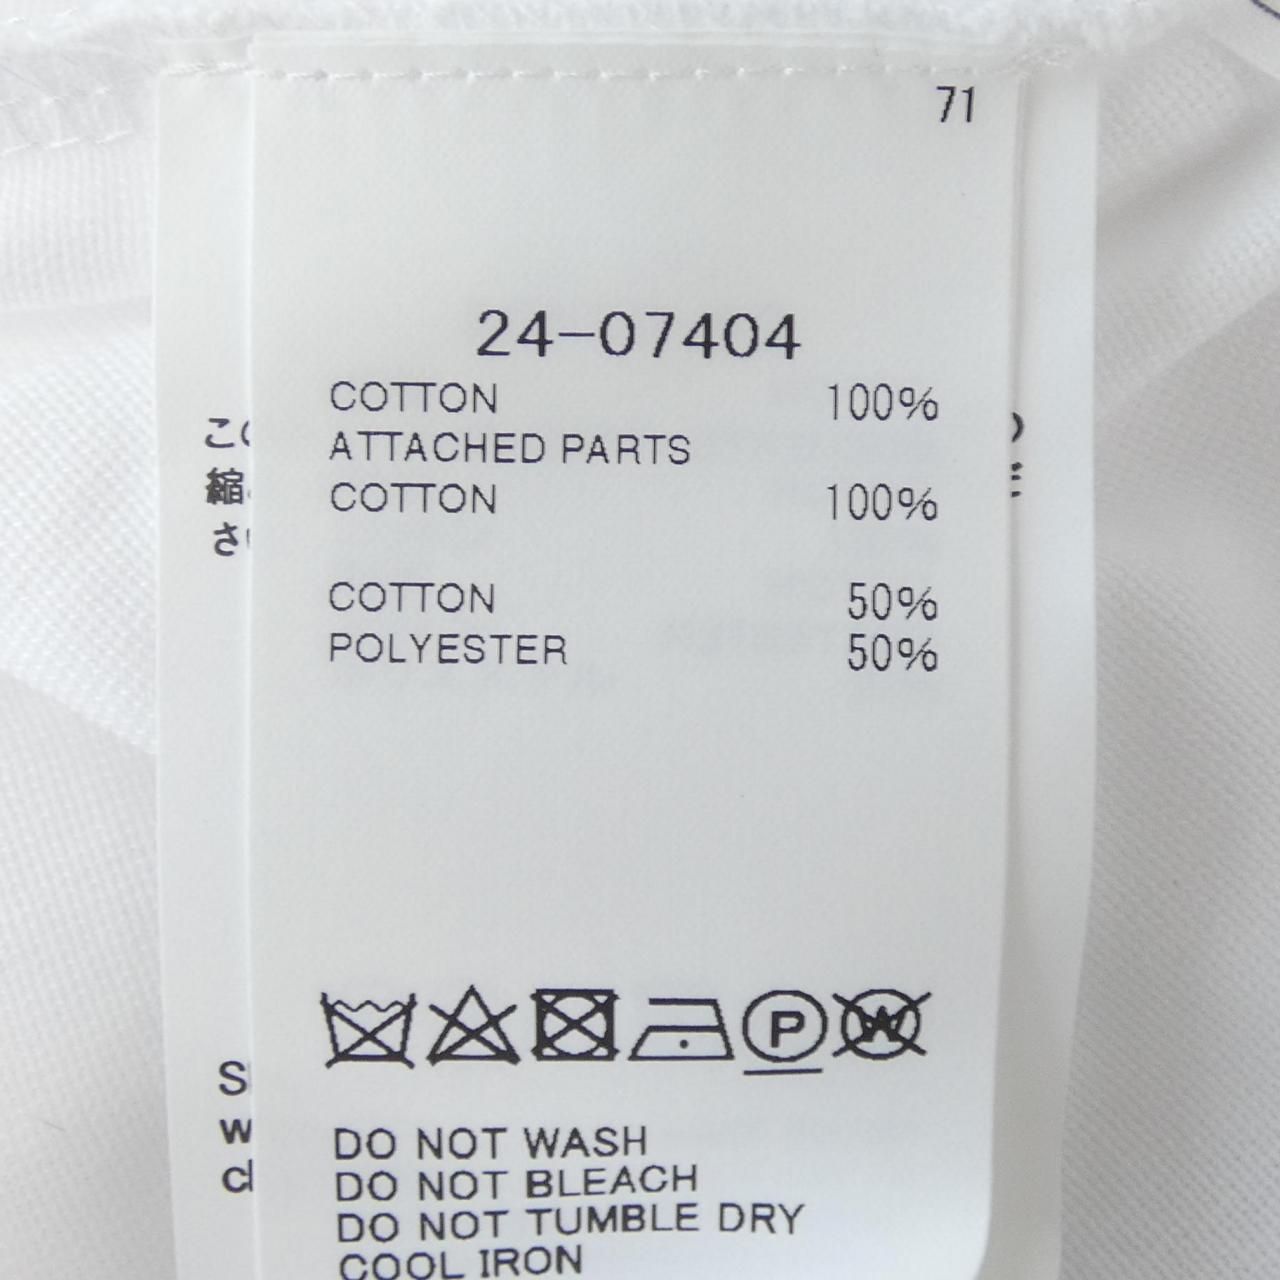 71
24-07404
COTTON 100%
ATTACHED PARTS
COTTON 100%
COTTON 50%
POLYESTER 50%
P W
DO NOT WASH
DO NOT BLEACH
DO NOT TUMBLE DRY
COOL IRON